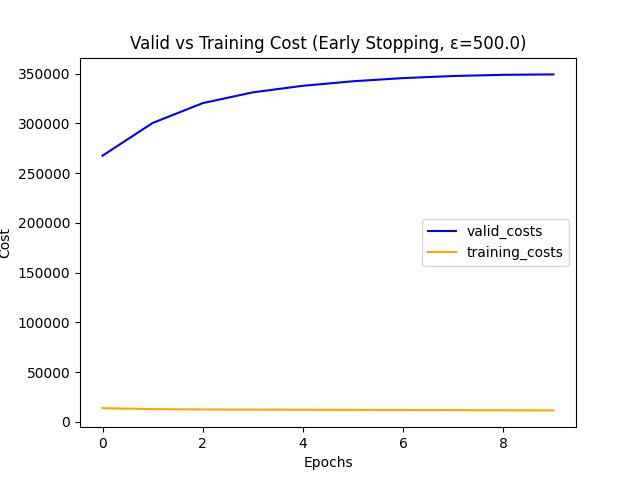 Valid vs Training Cost (Early Stopping, ε=500.0)
350000
300000
250000
200000
150000
100000
50000
0
Cost
valid_costs
training_costs
0 2 4 6 8
Epochs